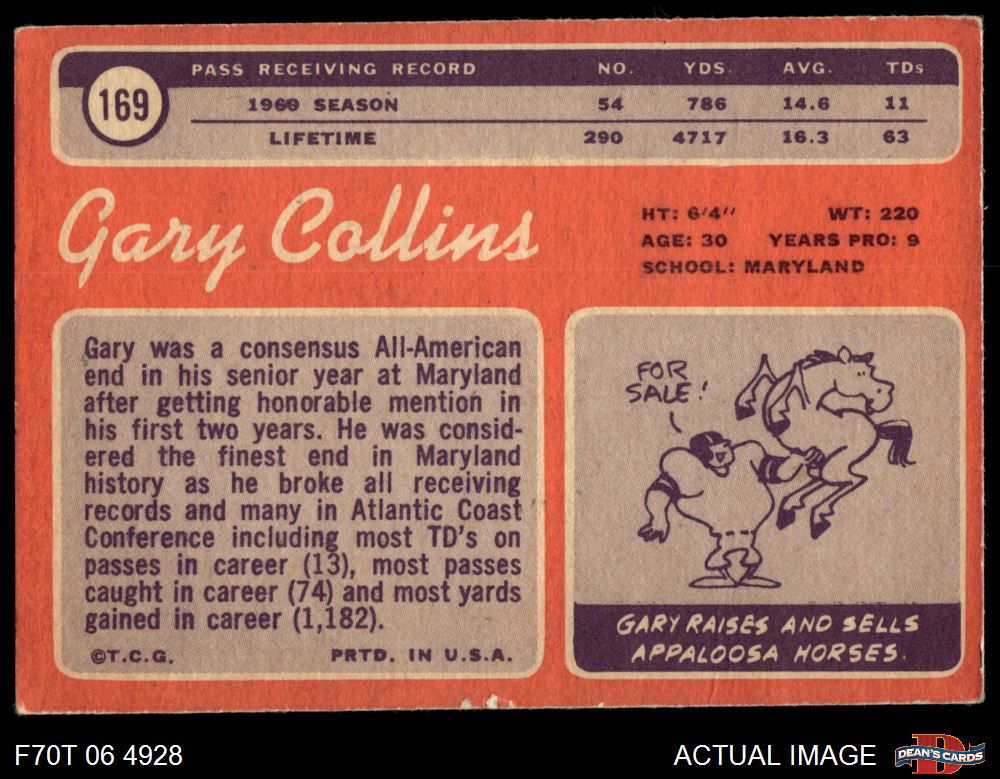 169
PASS RECEIVING RECORD NO. YDS. AVG. TDs
1969 SEASON 54 786 14.6 11
LIFETIME 290 4717 16.3 63
Gary Collins
HT: 6'4" WT: 220
AGE: 30 YEARS PRO: 9
SCHOOL: MARYLAND
Gary was a consensus All-American
end in his senior year at Maryland
after getting honorable mention in
his first two years. He was consid-
ered the finest end in Maryland
history as he broke all receiving
records and many in Atlantic Coast
Conference including most TD's on
passes in career (13), most passes
caught in career (74) and most yards
gained in career (1,182).
©T.C.G. PRTD. IN U.S.A.
FOR
SALE!
GARY RAISES AND SELLS
APPALOOSA HORSES.
F70T 06 4928
ACTUAL IMAGE
D
DEAN'S CARDS